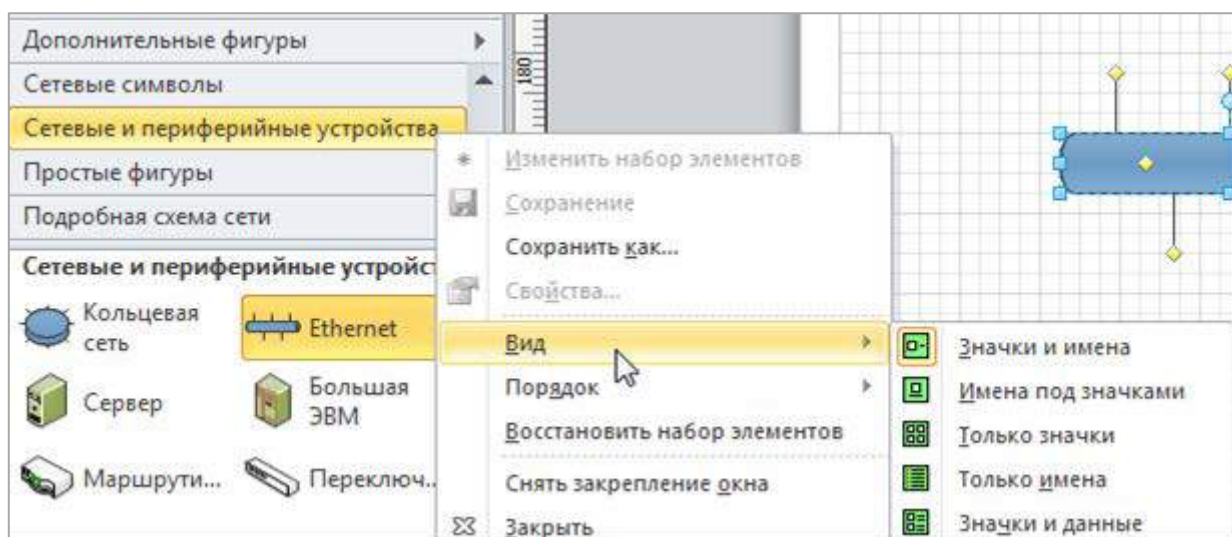 Дополнительные фигуры
Сетевые символы
Сетевые и периферийные устройства
Простые фигуры
Подробная схема сети
Сетевые и периферийные устройс
Кольцевая
сеть
Ethernet
Сервер
Большая
ЭВМ
Маршрути...
Переключ...
180
Изменить набор элементов
Сохранение
Сохранить как...
Свойства...
Вид
Порядок
Восстановить набор элементов
Снять закрепление окна
Закрыть
Значки и имена
Имена под значками
Только значки
Только имена
Значки и данные